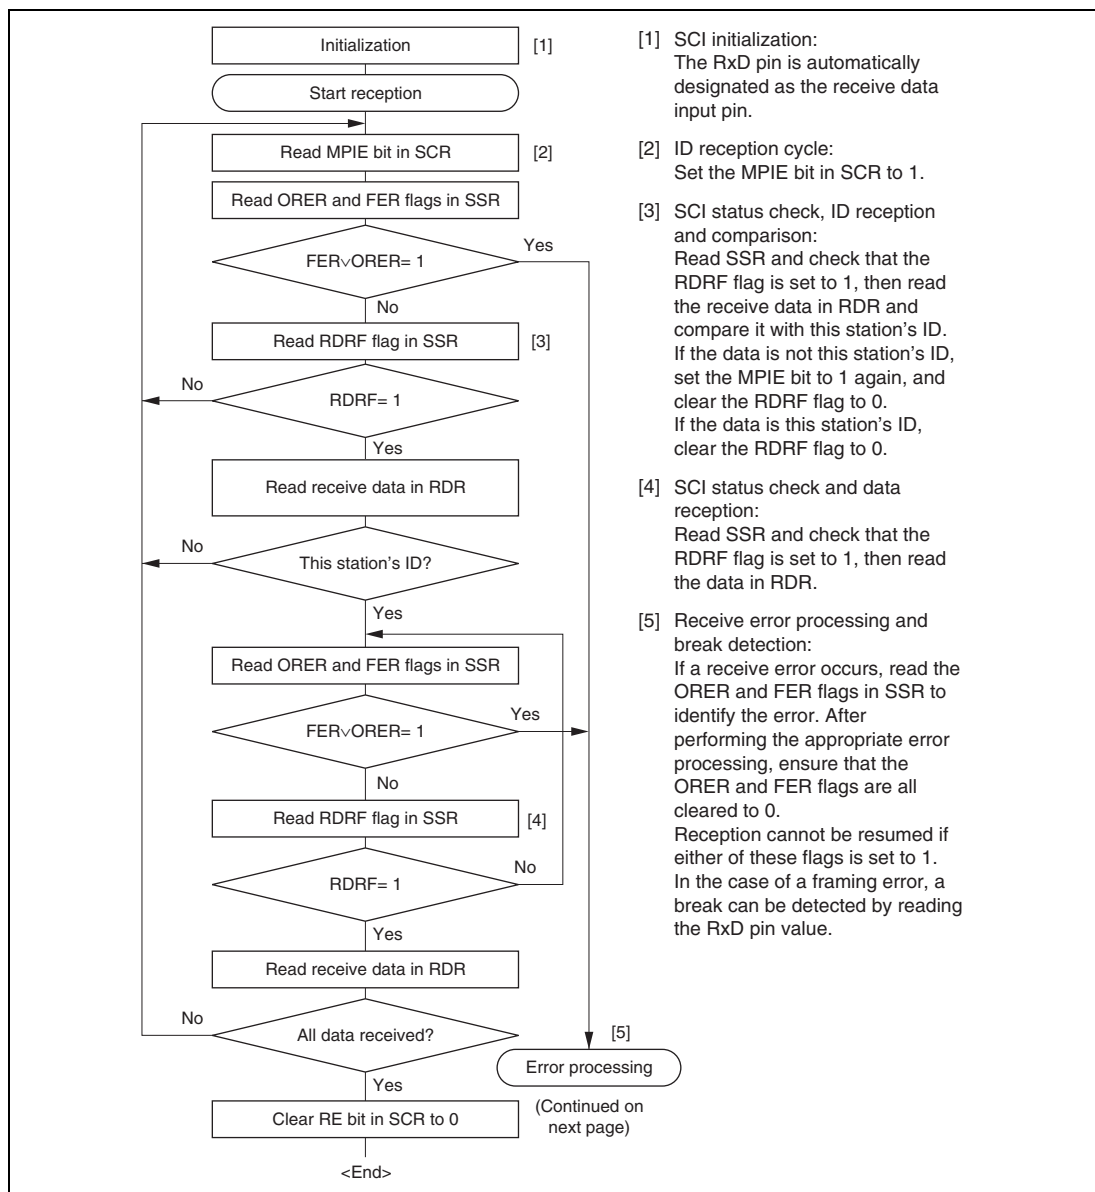 Initialization
[1]
Start reception
Read MPIE bit in SCR
[2]
Read ORER and FER flags in SSR
FER∨ORER= 1
Yes
No
Read RDRF flag in SSR
[3]
No
RDRF= 1
Yes
Read receive data in RDR
No
This station's ID?
Yes
Read ORER and FER flags in SSR
FER∨ORER= 1
Yes
No
Read RDRF flag in SSR
[4]
RDRF= 1
No
Yes
Read receive data in RDR
No
All data received?
Yes
[5]
Error processing
(Continued on
next page)
Clear RE bit in SCR to 0
<End>
[1] SCI initialization:
The RxD pin is automatically
designated as the receive data
input pin.
[2] ID reception cycle:
Set the MPIE bit in SCR to 1.
[3] SCI status check, ID reception
and comparison:
Read SSR and check that the
RDRF flag is set to 1, then read
the receive data in RDR and
compare it with this station's ID.
If the data is not this station's ID,
set the MPIE bit to 1 again, and
clear the RDRF flag to 0.
If the data is this station's ID,
clear the RDRF flag to 0.
[4] SCI status check and data
reception:
Read SSR and check that the
RDRF flag is set to 1, then read
the data in RDR.
[5] Receive error processing and
break detection:
If a receive error occurs, read the
ORER and FER flags in SSR to
identify the error. After
performing the appropriate error
processing, ensure that the
ORER and FER flags are all
cleared to 0.
Reception cannot be resumed if
either of these flags is set to 1.
In the case of a framing error, a
break can be detected by reading
the RxD pin value.